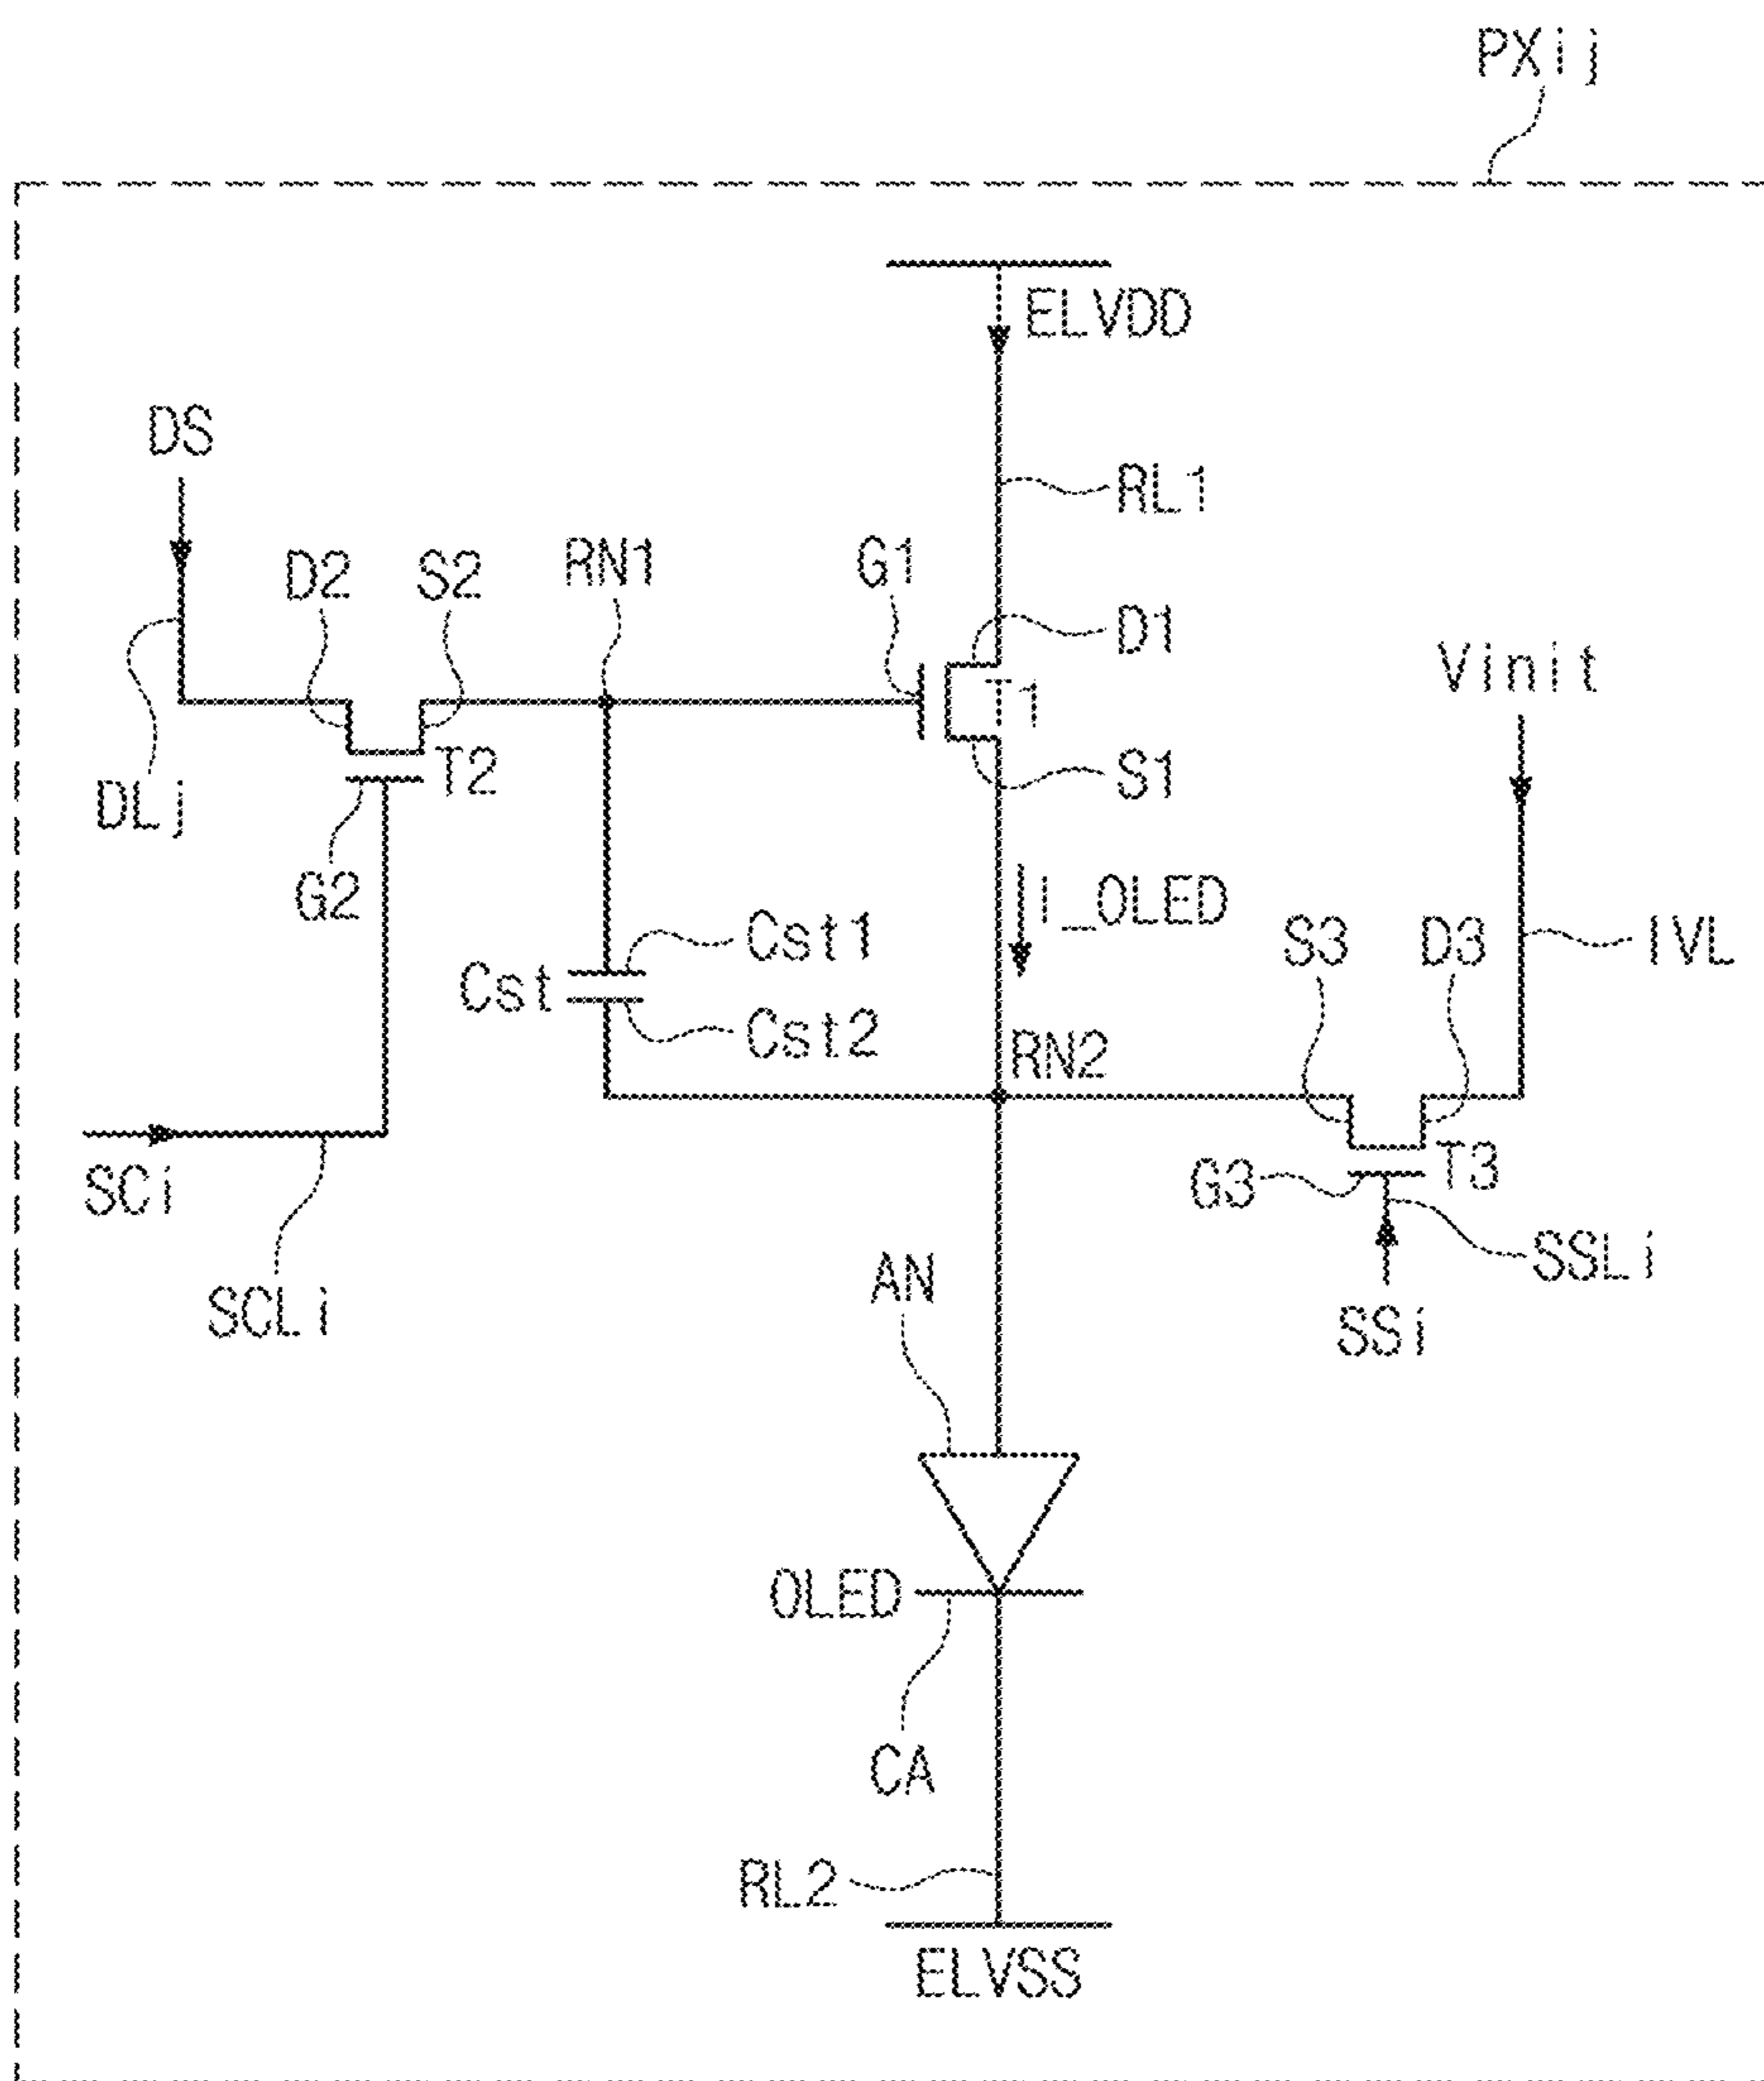 PXij
ELVDD
DS
RL1
D2
S2
RN1
G1
D1
T1
Vinit
DLj
T2
S1
G2
I_OLED
Cst1
Cst
Cst2
S3
D3
IVL
RN2
SCi
G3
T3
SSLi
SCLi
AN
SSi
OLED
CA
RL2
ELVSS